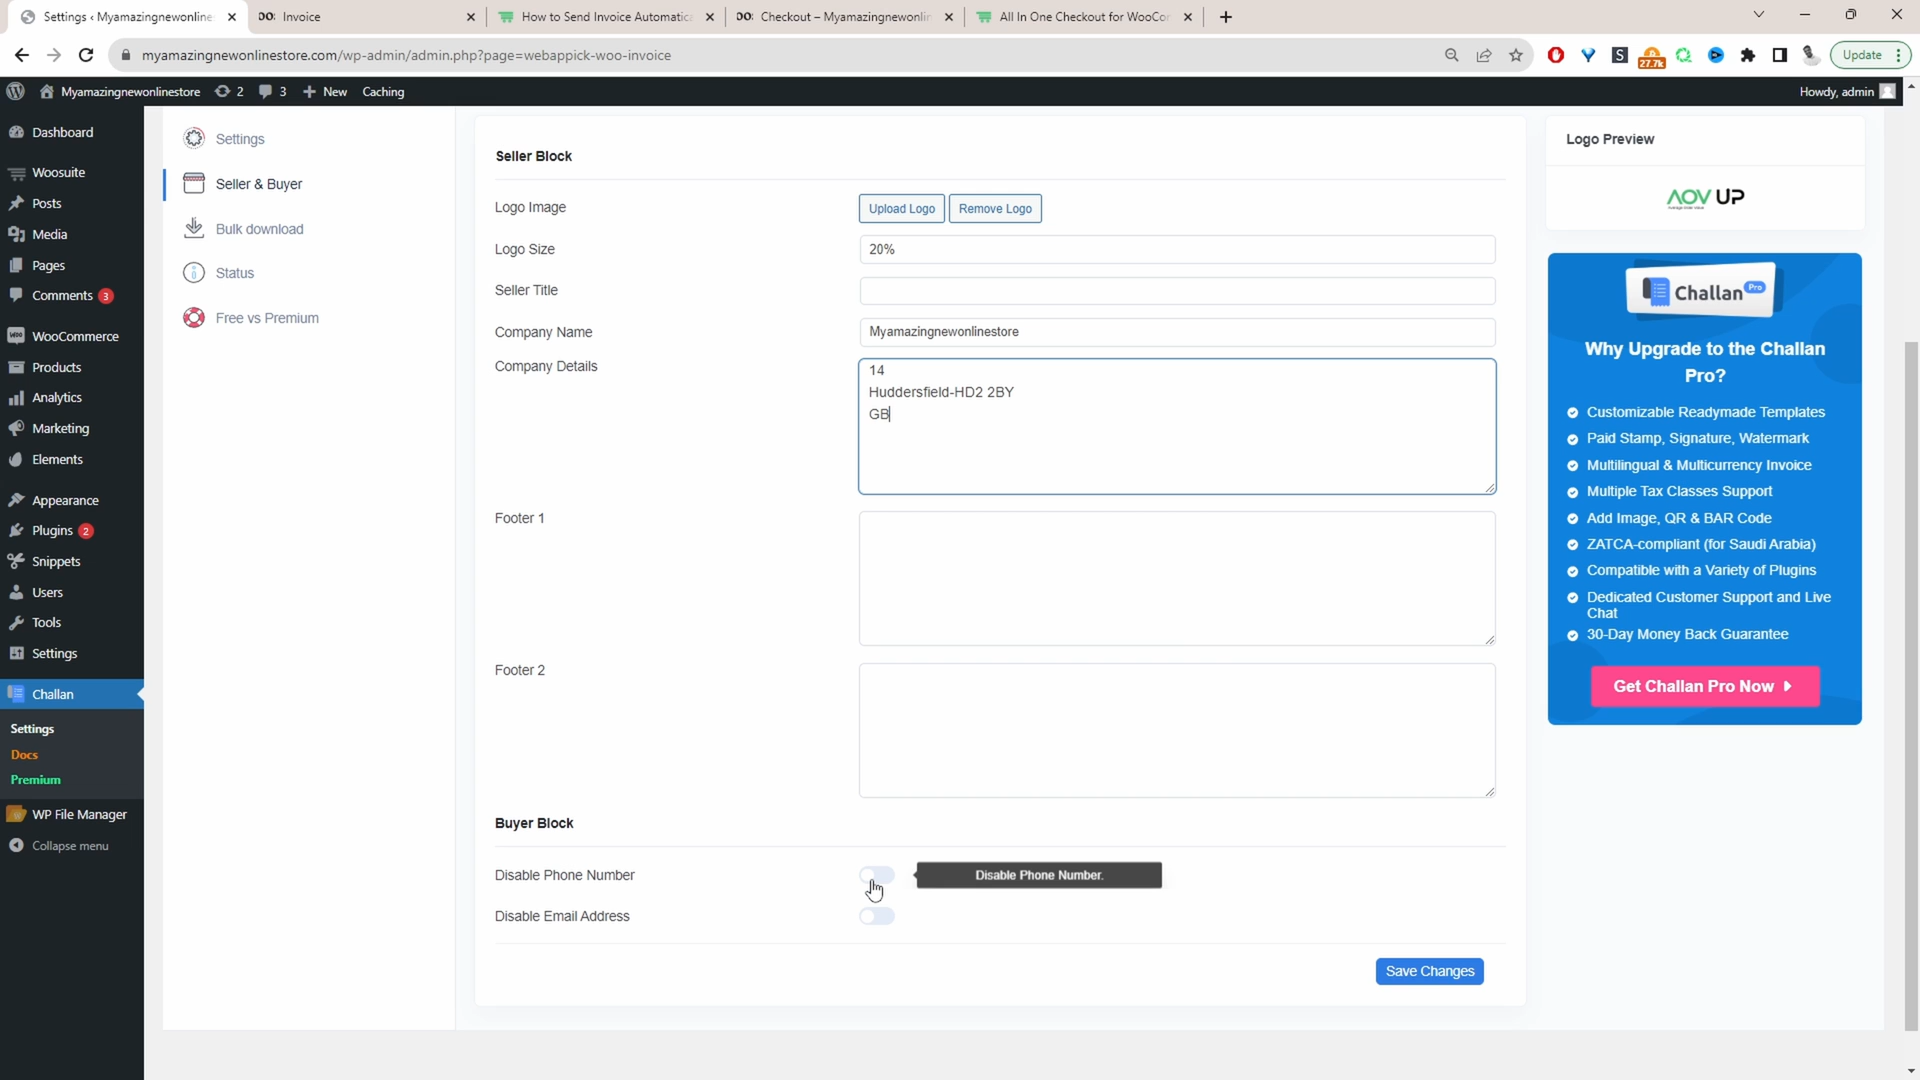 Settings ‹ Myamazingnewonline
Invoice
How to Send Invoice Automatica
Checkout – Myamazingnewonlin
All In One Checkout for WooCor
myamazingnewonlinestore.com/wp-admin/admin.php?page=webappick-woo-invoice
S
27.7k
Update
Myamazingnewonlinestore
2
3
New
Caching
Howdy, admin
Dashboard
Woosuite
Posts
Media
Pages
Comments 3
WooCommerce
Products
Analytics
Marketing
Elements
Appearance
Plugins 2
Snippets
Users
Tools
Settings
Challan
Settings
Docs
Premium
WP File Manager
Collapse menu
Settings
Seller & Buyer
Bulk download
Status
Free vs Premium
Seller Block
Logo Image
Upload Logo
Remove Logo
Logo Size
20%
Seller Title
Company Name
Myamazingnewonlinestore
Company Details
14
Huddersfield-HD2 2BY
GB
Footer 1
Footer 2
Buyer Block
Disable Phone Number
Disable Phone Number.
Disable Email Address
Save Changes
Logo Preview
AOV UP
Challan Pro
Why Upgrade to the Challan
Pro?
Customizable Readymade Templates
Paid Stamp, Signature, Watermark
Multilingual & Multicurrency Invoice
Multiple Tax Classes Support
Add Image, QR & BAR Code
ZATCA-compliant (for Saudi Arabia)
Compatible with a Variety of Plugins
Dedicated Customer Support and Live
Chat
30-Day Money Back Guarantee
Get Challan Pro Now